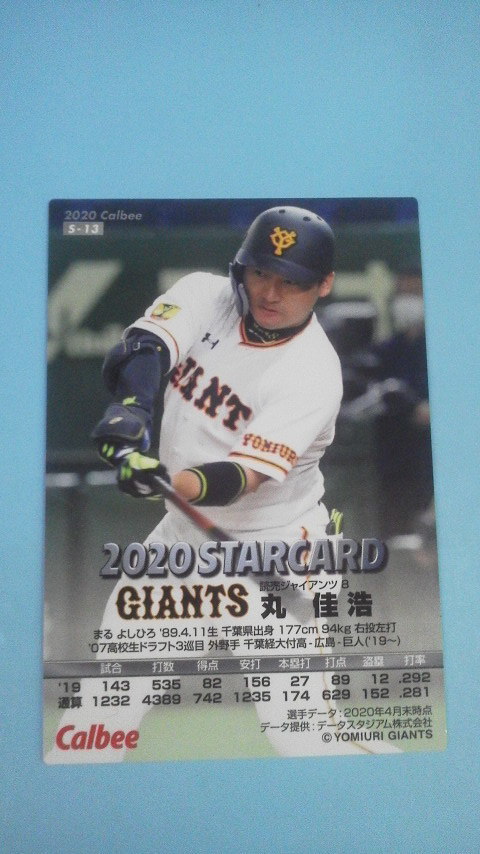 2020 Calbee
S-13
GIANT
YOMIURI
2020 STARCARD
読売ジャイアンツ 8
GIANTS 丸 佳浩
まる よしひろ '89.4.11生 千葉県出身 177cm 94kg 右投左打
'07高校生ドラフト3巡目 外野手 千葉経大付高-広島-巨人('19~)
試合 打数 得点 安打 本塁打 打点 盗塁 打率
'19 143 535 82 156 27 89 12 .292
通算 1232 4389 742 1235 174 629 152 .281
選手データ:2020年4月末時点
データ提供:データスタジアム株式会社
Calbee
© YOMIURI GIANTS